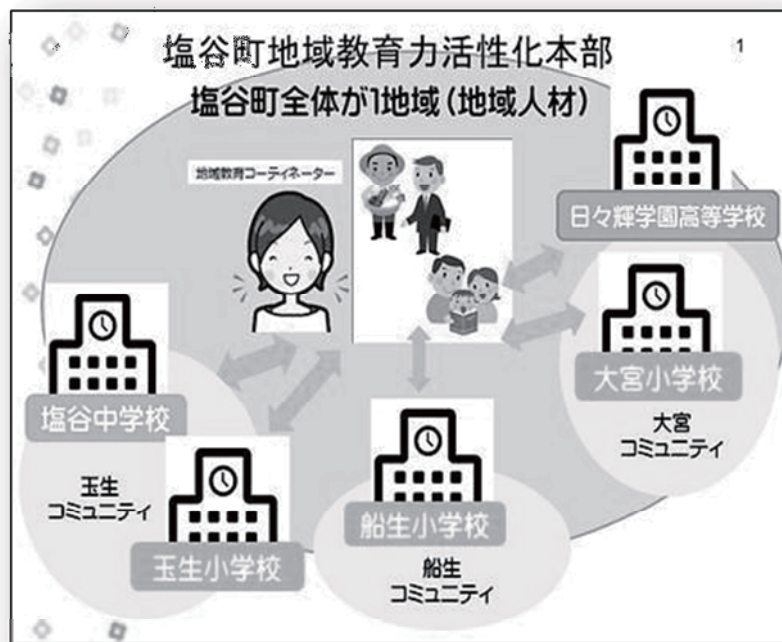 塩谷町地域教育力活性化本部
1
塩谷町全体が1地域（地域人材）
地域教育コーディネーター
日々輝学園高等学校
大宮小学校
大宮
コミュニティ
塩谷中学校
玉生
コミュニティ
玉生小学校
船生小学校
船生
コミュニティ